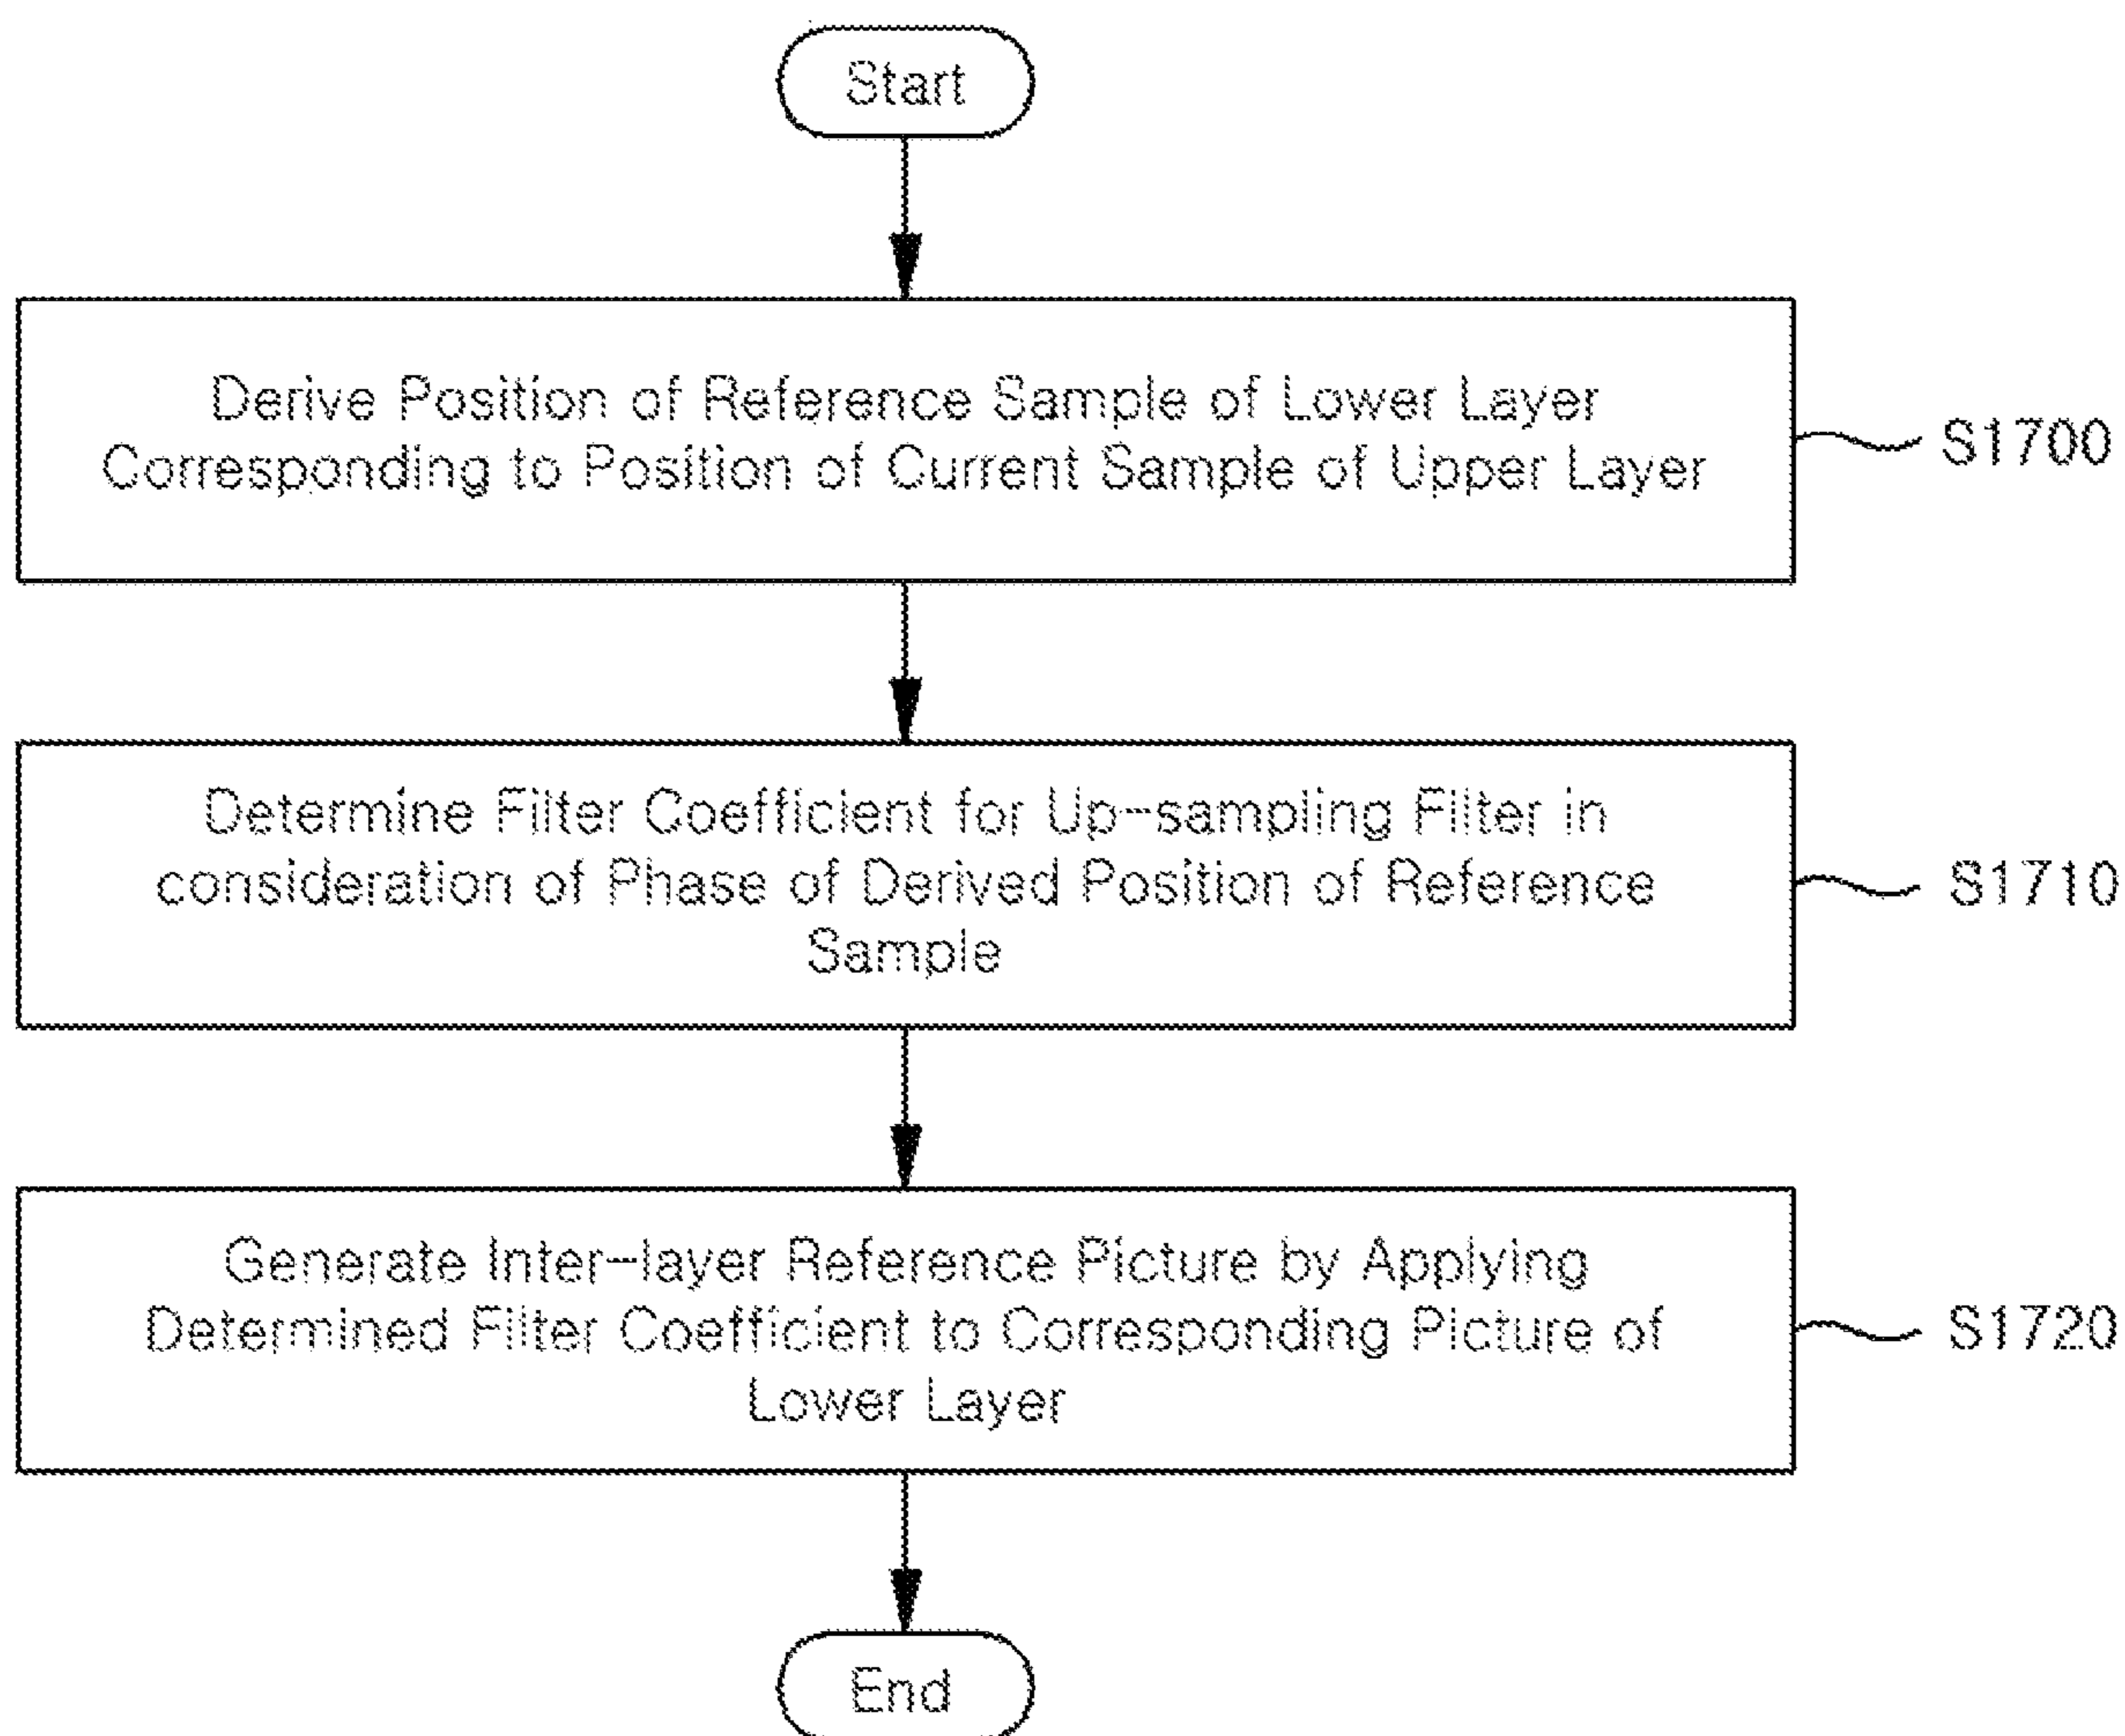 Start
Derive Position of Reference Sample of Lower Layer
Corresponding to Position of Current Sample of Upper Layer
S1700
Determine Filter Coefficient for Up-sampling Filter in
consideration of Phase of Derived Position of Reference
Sample
S1710
Generate Inter-layer Reference Picture by Applying
Determined Filter Coefficient to Corresponding Picture of
Lower Layer
S1720
End